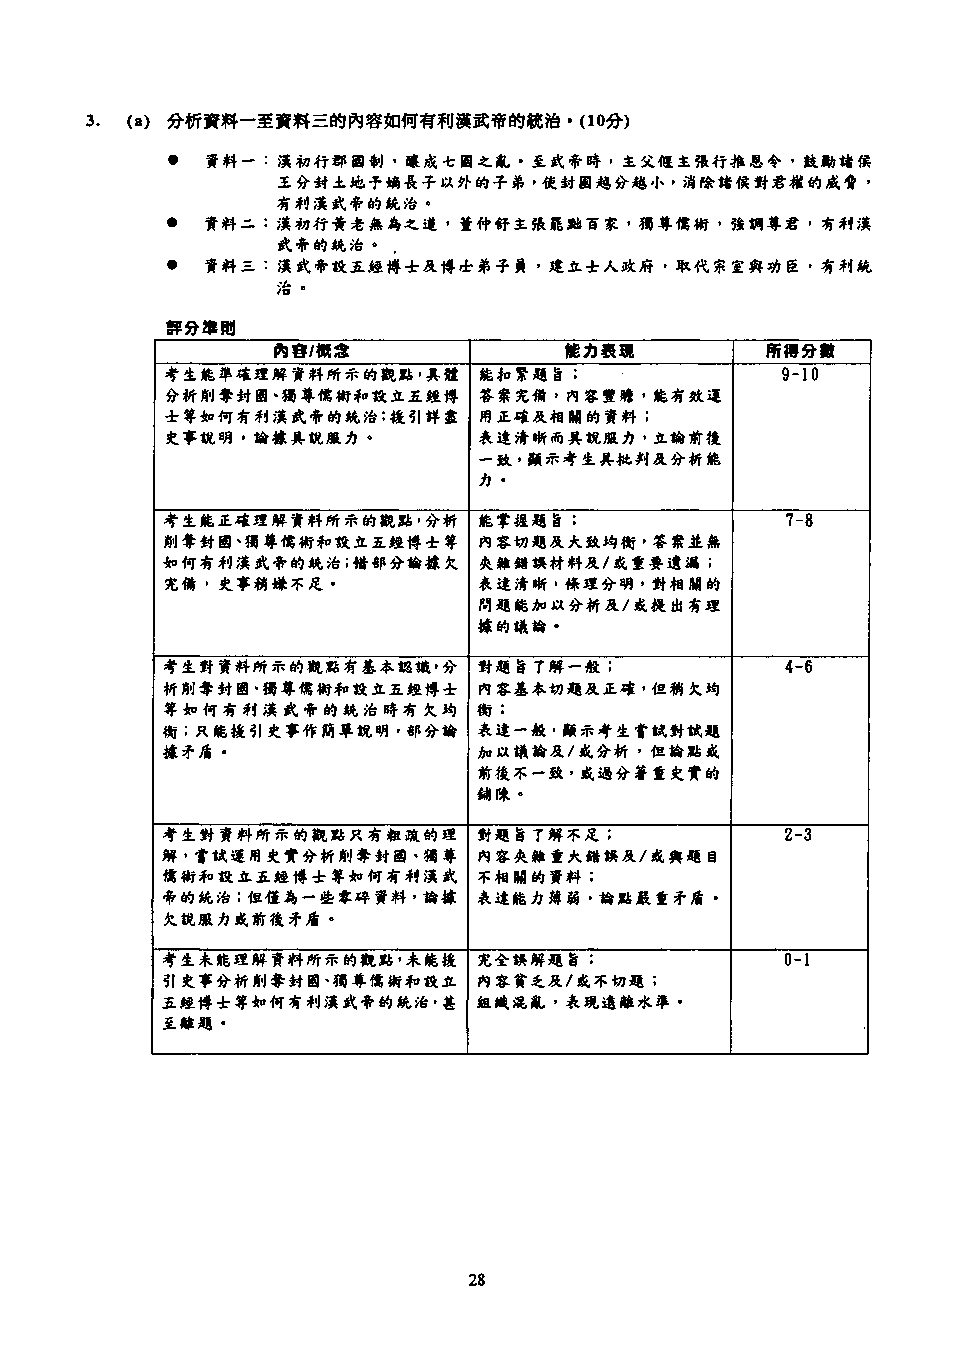 3. (a) 分析資料一至資料三的內容如何有利漢武帝的統治。(10分)
● 資料一：漢初行郡國制，釀成七國之亂。至武帝時，主父偃主張行推恩令，鼓勵諸侯
王分封土地予嫡長子以外的子弟，使封國越分越小，消除諸侯對君權的威脅，
有利漢武帝的統治。
● 資料二：漢初行黃老無為之道，董仲舒主張罷黜百家，獨尊儒術，強調尊君，有利漢
武帝的統治。
● 資料三：漢武帝設五經博士及博士弟子員，建立士人政府，取代宗室與功臣，有利統
治。
評分準則
內容/概念 能力表現 所得分數
考生能準確理解資料所示的觀點，具體
分析削奪封國、獨尊儒術和設立五經博
士等如何有利漢武帝的統治；援引詳盡
史事說明，論據具說服力。
能扣緊題旨；
答案完備，內容豐贍，能有效運
用正確及相關的資料；
表達清晰而具說服力，立論前後
一致，顯示考生具批判及分析能
力。
9-10
考生能正確理解資料所示的觀點，分析
削奪封國、獨尊儒術和設立五經博士等
如何有利漢武帝的統治；惜部分論據欠
完備，史事稍嫌不足。
能掌握題旨；
內容切題及大致均衡，答案並無
夾雜錯誤材料及/或重要遺漏；
表達清晰，條理分明，對相關的
問題能加以分析及/或提出有理
據的議論。
7-8
考生對資料所示的觀點有基本認識，分
析削奪封國、獨尊儒術和設立五經博士
等如何有利漢武帝的統治時有欠均
衡；只能援引史事作簡單說明，部分論
據矛盾。
對題旨了解一般；
內容基本切題及正確，但稍欠均
衡；
表達一般，顯示考生嘗試對試題
加以議論及/或分析，但論點或
前後不一致，或過分著重史實的
鋪陳。
4-6
考生對資料所示的觀點只有粗疏的理
解，嘗試運用史實分析削奪封國、獨尊
儒術和設立五經博士等如何有利漢武
帝的統治；但僅為一些零碎資料，論據
欠說服力或前後矛盾。
對題旨了解不足；
內容夾雜重大錯誤及/或與題目
不相關的資料；
表達能力薄弱，論點嚴重矛盾。
2-3
考生未能理解資料所示的觀點，未能援
引史事分析削奪封國、獨尊儒術和設立
五經博士等如何有利漢武帝的統治，甚
至離題。
完全誤解題旨；
內容貧乏及/或不切題；
組織混亂，表現遠離水準。
0-1
28